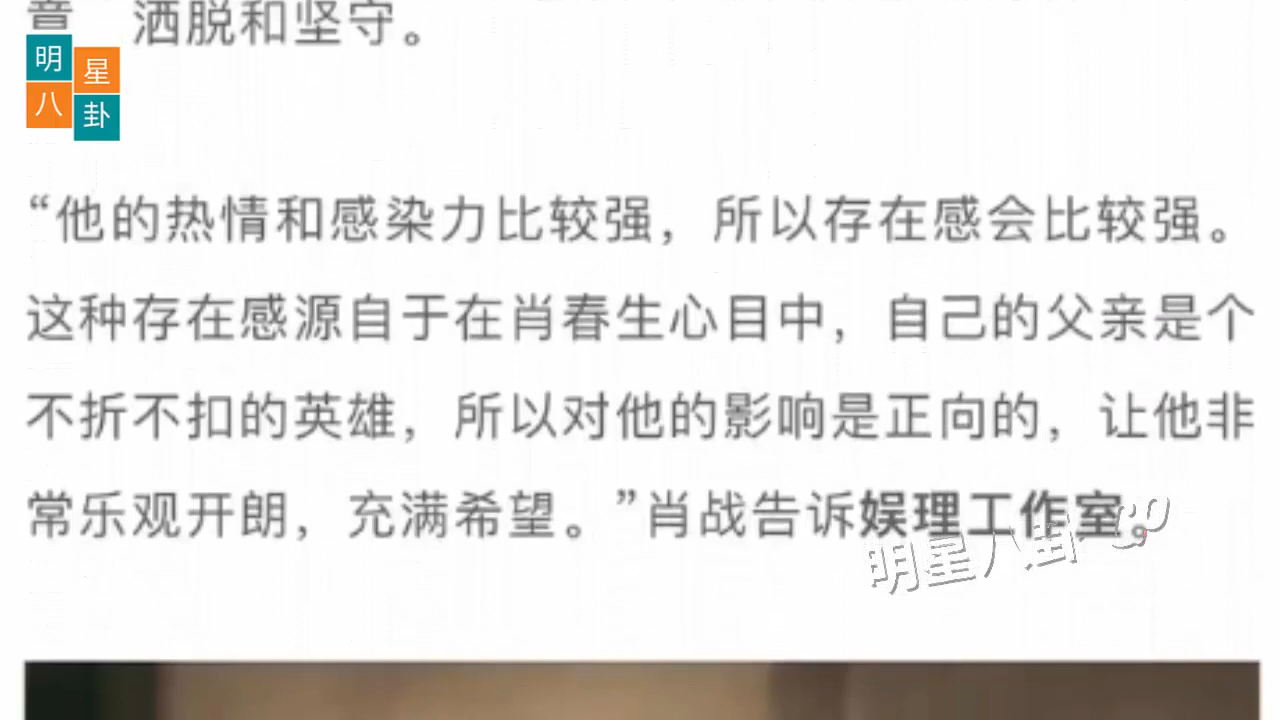 音 洒脱和坚守。
明星
八卦
“他的热情和感染力比较强，所以存在感会比较强。
这种存在感源自于在肖春生心目中，自己的父亲是个
不折不扣的英雄，所以对他的影响是正向的，让他非
常乐观开朗，充满希望。”肖战告诉娱理工作室。
明星八卦